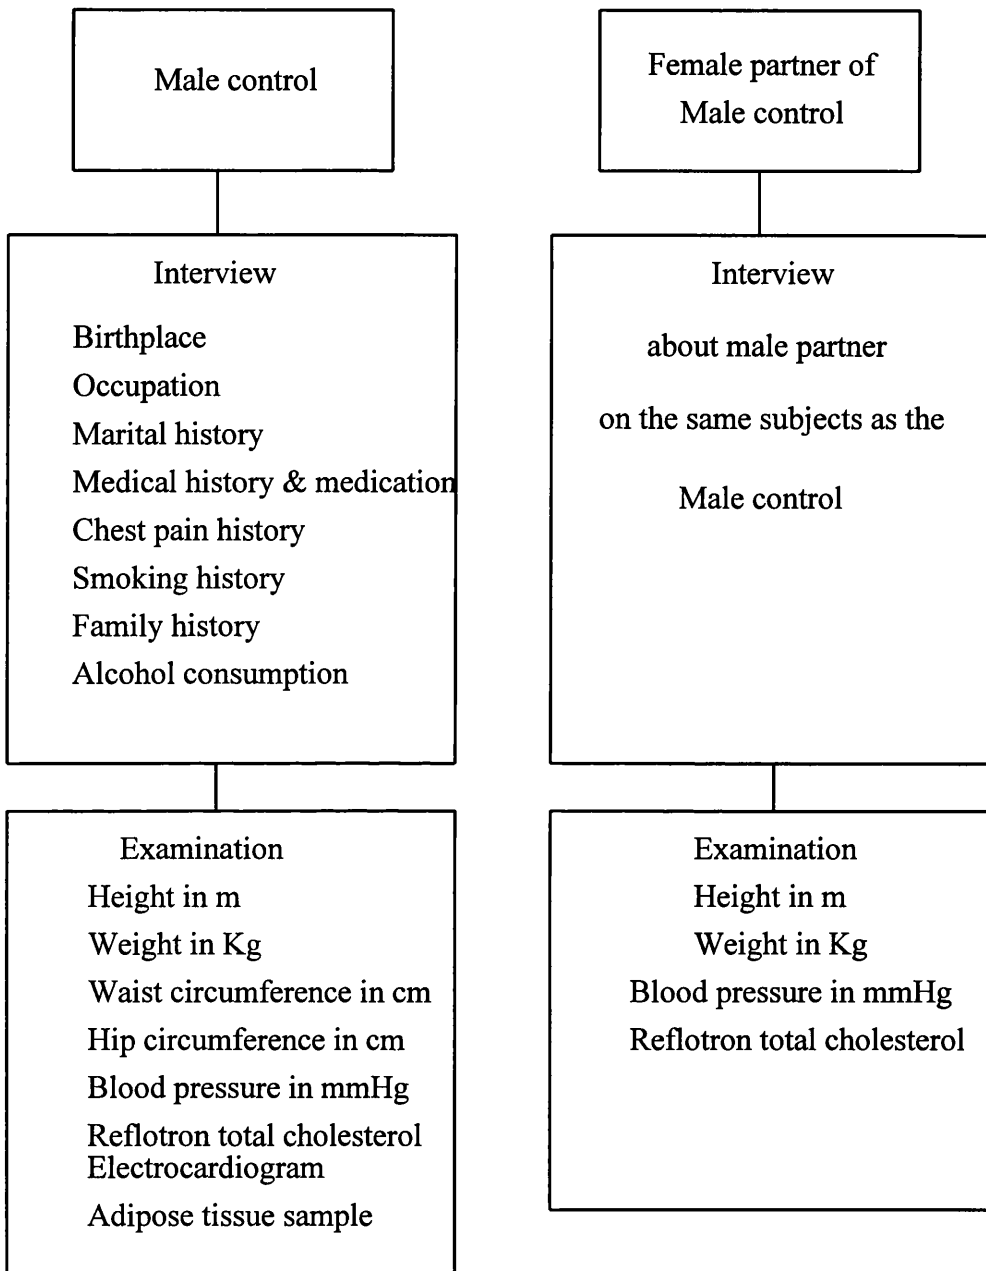 Male control
Interview
Birthplace
Occupation
Marital history
Medical history & medication
Chest pain history
Smoking history
Family history
Alcohol consumption
Examination
Height in m
Weight in Kg
Waist circumference in cm
Hip circumference in cm
Blood pressure in mmHg
Reflotron total cholesterol
Electrocardiogram
Adipose tissue sample
Female partner of
Male control
Interview
about male partner
on the same subjects as the
Male control
Examination
Height in m
Weight in Kg
Blood pressure in mmHg
Reflotron total cholesterol